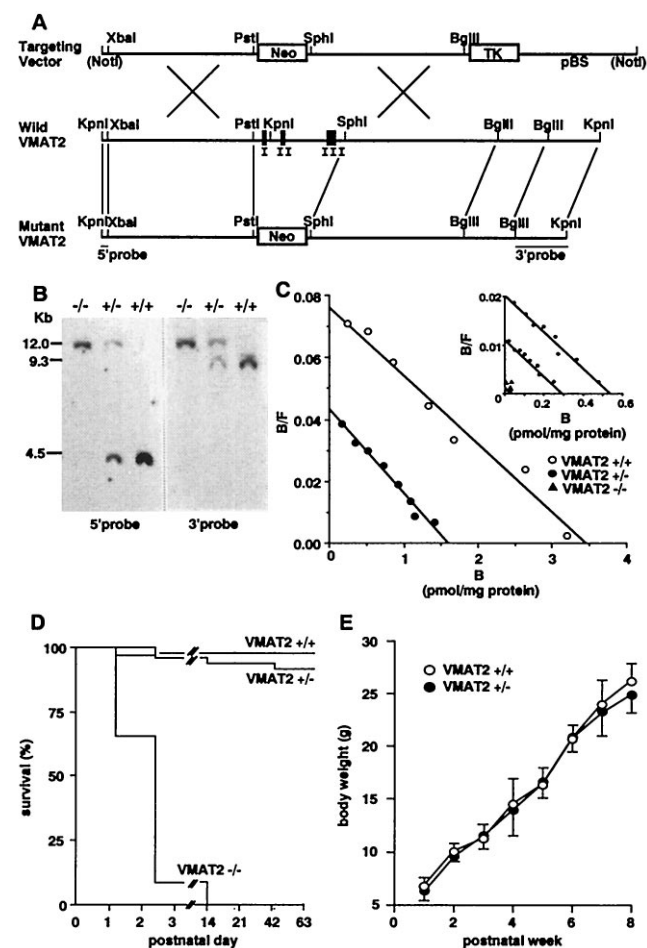 A
Targeting
Vector
XbaI
PstI
SphI
BglII
(NotI)
Neo
TK
pBS
(NotI)
Wild
VMAT2
KpnI
XbaI
PstI
KpnI
SphI
BglII
BglII
KpnI
I
II
III
Mutant
VMAT2
KpnI
XbaI
PstI
SphI
BglII
BglII
KpnI
Neo
5'probe
3'probe
B
-/- +/- +/+ -/- +/- +/+
Kb
12.0
9.3
4.5
5'probe 3'probe
C
0.08
0.06
0.04
0.02
0.00
B/F
0 1 2 3 4
B
(pmol/mg protein)
0.020
0.01
0
B/F
0.2 0.4 0.6
B
(pmol/mg protein)
VMAT2 +/+
VMAT2 +/-
VMAT2 -/-
D
100
75
50
25
0
survival (%)
VMAT2 +/+
VMAT2 +/-
VMAT2 -/-
0 1 2 3 14 21 42 63
postnatal day
E
30
25
20
15
10
5
body weight (g)
VMAT2 +/+
VMAT2 +/-
0 2 4 6 8
postnatal week